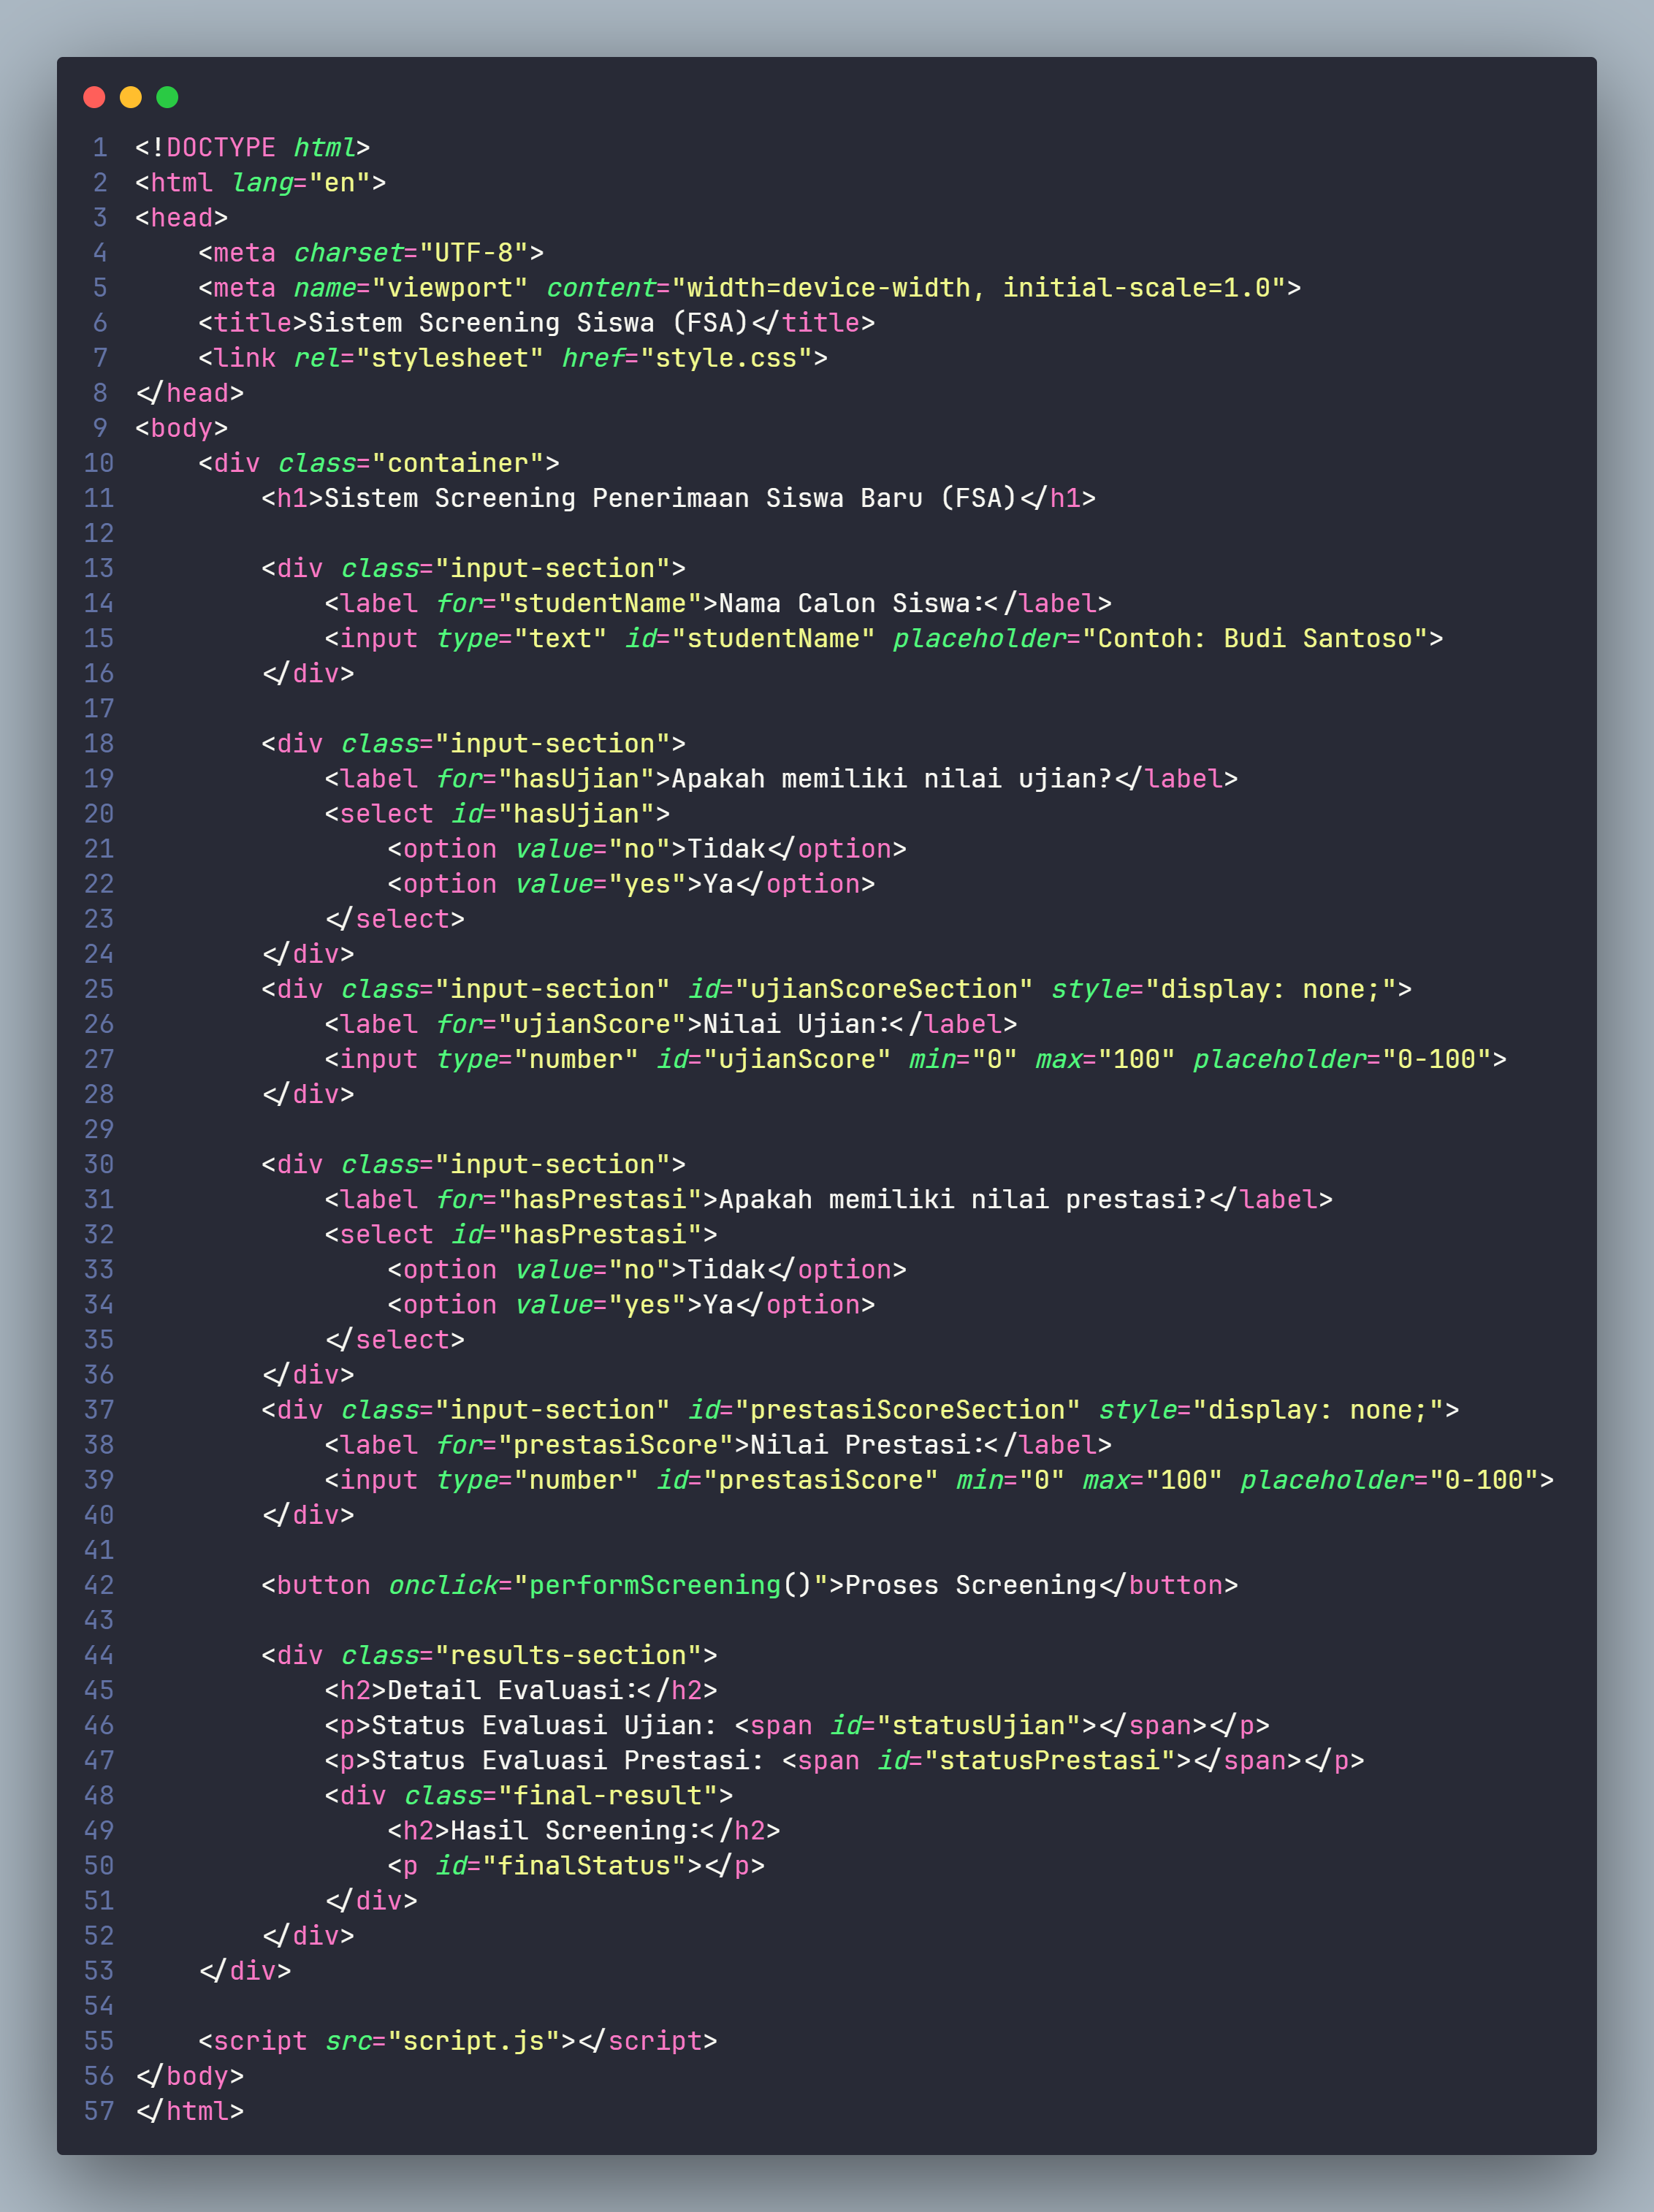 1 <!DOCTYPE html>
2 <html lang="en">
3 <head>
4     <meta charset="UTF-8">
5     <meta name="viewport" content="width=device-width, initial-scale=1.0">
6     <title>Sistem Screening Siswa (FSA)</title>
7     <link rel="stylesheet" href="style.css">
8 </head>
9 <body>
10     <div class="container">
11         <h1>Sistem Screening Penerimaan Siswa Baru (FSA)</h1>
12
13         <div class="input-section">
14             <label for="studentName">Nama Calon Siswa:</label>
15             <input type="text" id="studentName" placeholder="Contoh: Budi Santoso">
16         </div>
17
18         <div class="input-section">
19             <label for="hasUjian">Apakah memiliki nilai ujian?</label>
20             <select id="hasUjian">
21                 <option value="no">Tidak</option>
22                 <option value="yes">Ya</option>
23             </select>
24         </div>
25         <div class="input-section" id="ujianScoreSection" style="display: none;">
26             <label for="ujianScore">Nilai Ujian:</label>
27             <input type="number" id="ujianScore" min="0" max="100" placeholder="0-100">
28         </div>
29
30         <div class="input-section">
31             <label for="hasPrestasi">Apakah memiliki nilai prestasi?</label>
32             <select id="hasPrestasi">
33                 <option value="no">Tidak</option>
34                 <option value="yes">Ya</option>
35             </select>
36         </div>
37         <div class="input-section" id="prestasiScoreSection" style="display: none;">
38             <label for="prestasiScore">Nilai Prestasi:</label>
39             <input type="number" id="prestasiScore" min="0" max="100" placeholder="0-100">
40         </div>
41
42         <button onclick="performScreening()">Proses Screening</button>
43
44         <div class="results-section">
45             <h2>Detail Evaluasi:</h2>
46             <p>Status Evaluasi Ujian: <span id="statusUjian"></span></p>
47             <p>Status Evaluasi Prestasi: <span id="statusPrestasi"></span></p>
48             <div class="final-result">
49                 <h2>Hasil Screening:</h2>
50                 <p id="finalStatus"></p>
51             </div>
52         </div>
53     </div>
54
55     <script src="script.js"></script>
56 </body>
57 </html>